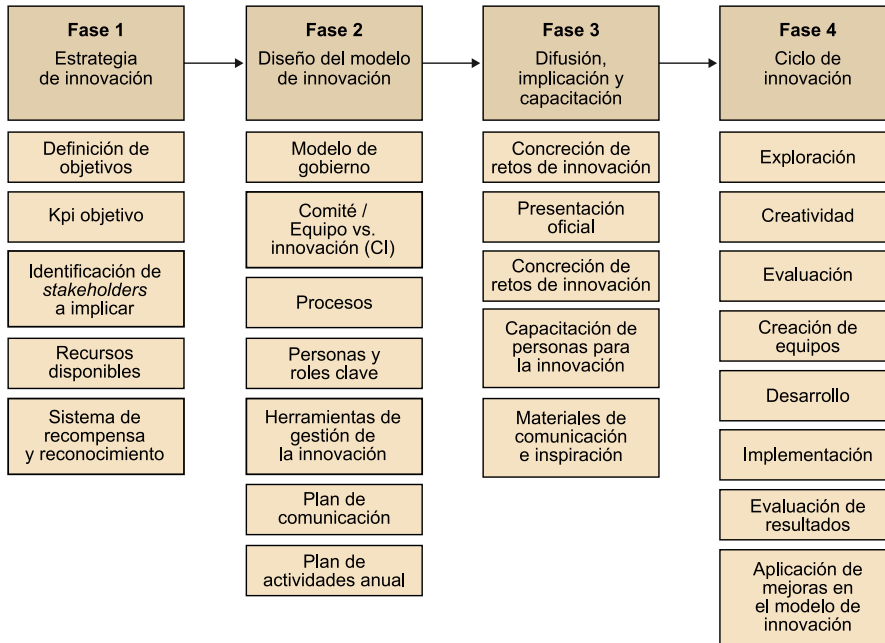 Fase 1
Estrategia
de innovación
Definición de
objetivos
Kpi objetivo
Identificación de
stakeholders
a implicar
Recursos
disponibles
Sistema de
recompensa
y reconocimiento
Fase 2
Diseño del modelo
de innovación
Modelo de
gobierno
Comité /
Equipo vs.
innovación (CI)
Procesos
Personas y
roles clave
Herramientas de
gestión de
la innovación
Plan de
comunicación
Plan de
actividades anual
Fase 3
Difusión,
implicación y
capacitación
Concreción de
retos de innovación
Presentación
oficial
Concreción de
retos de innovación
Capacitación de
personas para
la innovación
Materiales de
comunicación
e inspiración
Fase 4
Ciclo de
innovación
Exploración
Creatividad
Evaluación
Creación de
equipos
Desarrollo
Implementación
Evaluación de
resultados
Aplicación de
mejoras en
el modelo de
innovación